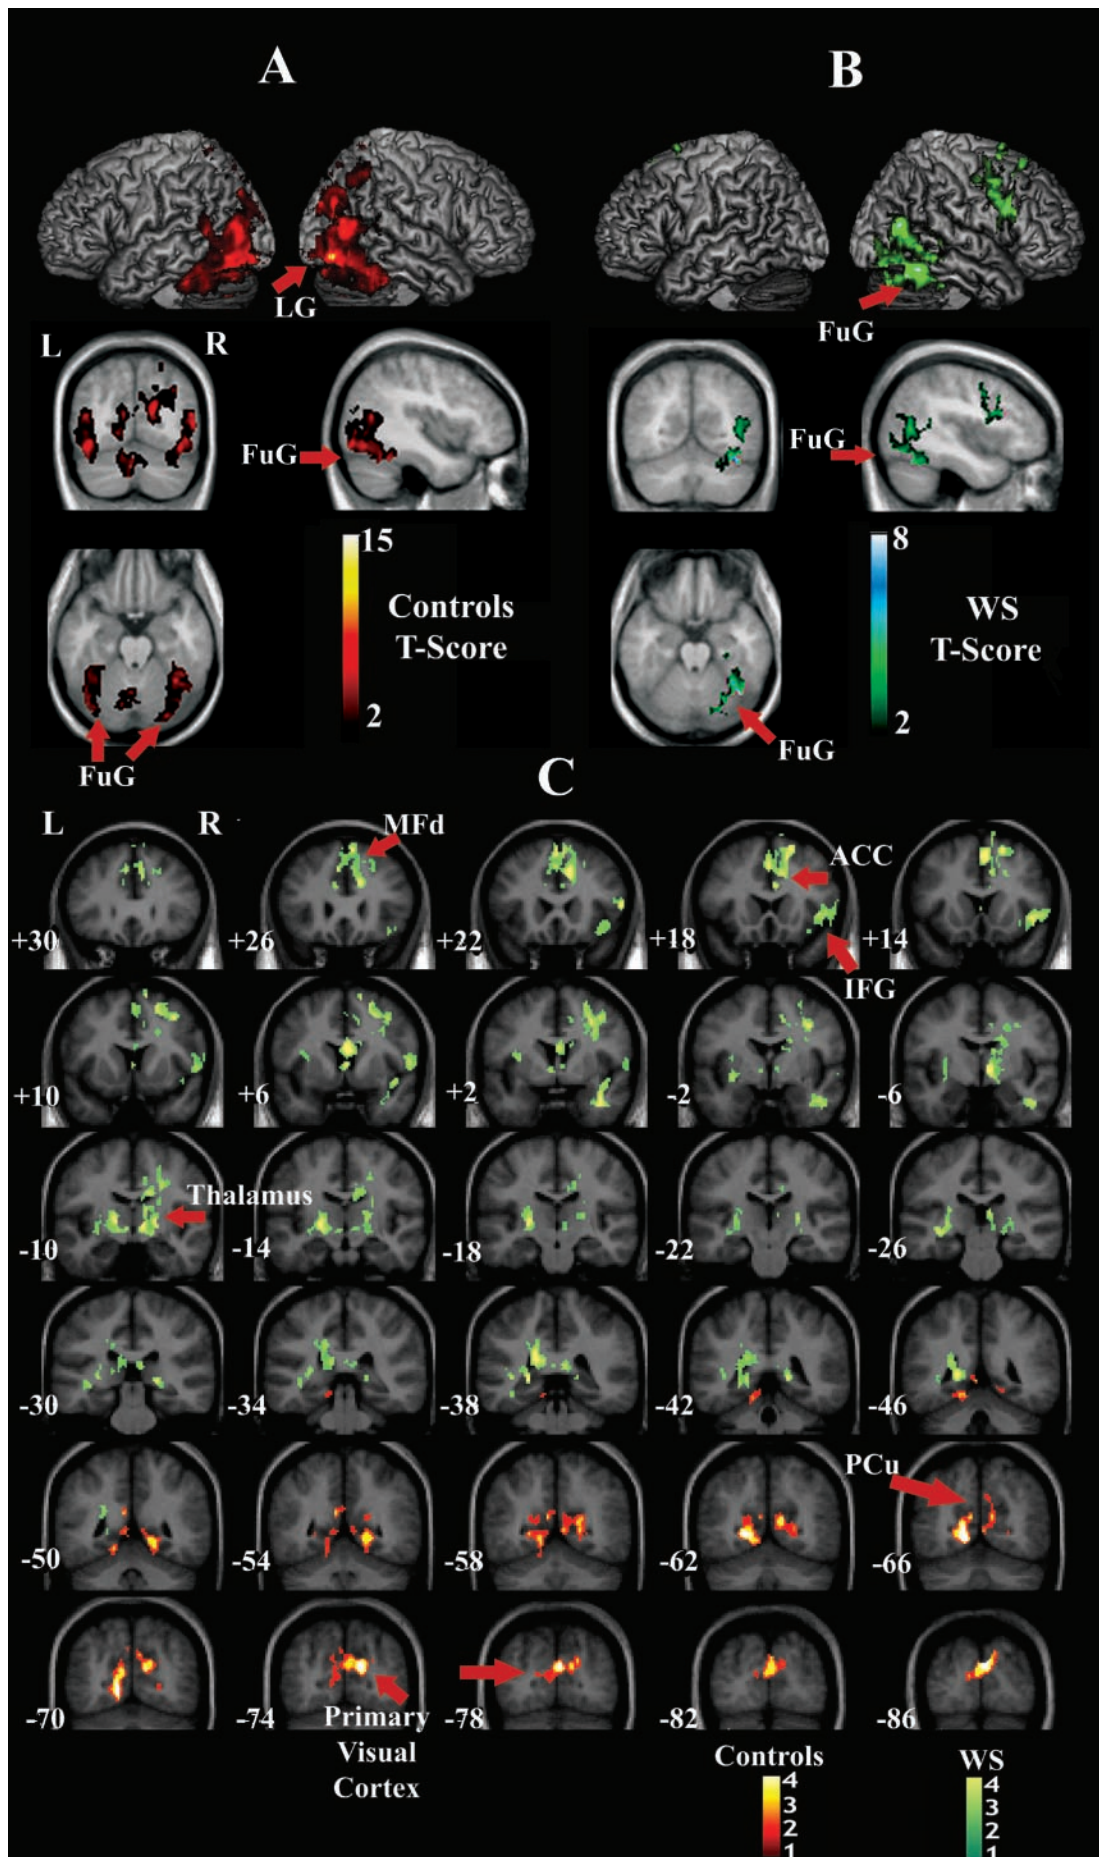 A
B
LG
FuG
L
R
FuG
FuG
15
Controls
T-Score
2
8
WS
T-Score
2
FuG
FuG
C
L
R
MFd
ACC
+30
+26
+22
+18
+14
IFG
+10
+6
+2
-2
-6
Thalamus
-10
-14
-18
-22
-26
-30
-34
-38
-42
-46
PCu
-50
-54
-58
-62
-66
-70
-74
-78
-82
-86
Primary
Visual
Cortex
Controls
4
3
2
1
WS
4
3
2
1